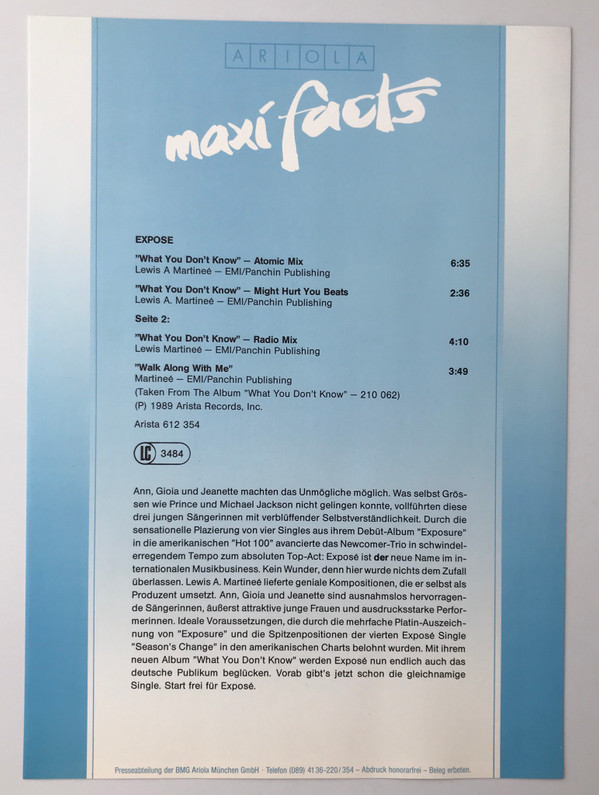 ARIOLA
maxi facts
EXPOSE
"What You Don't Know" – Atomic Mix 6:35
Lewis A Martineé – EMI/Panchin Publishing
"What You Don't Know" – Might Hurt You Beats 2:36
Lewis A. Martineé – EMI/Panchin Publishing
Seite 2:
"What You Don't Know" – Radio Mix 4:10
Lewis Martineé – EMI/Panchin Publishing
"Walk Along With Me" 3:49
Martineé – EMI/Panchin Publishing
(Taken From The Album "What You Don't Know" – 210 062)
(P) 1989 Arista Records, Inc.
Arista 612 354
LC 3484
Ann, Gioia und Jeanette machten das Unmögliche möglich. Was selbst Grös-
sen wie Prince und Michael Jackson nicht gelingen konnte, vollführten diese
drei jungen Sängerinnen mit verblüffender Selbstverständlichkeit. Durch die
sensationelle Plazierung von vier Singles aus ihrem Debüt-Album "Exposure"
in die amerikanischen "Hot 100" avancierte das Newcomer-Trio in schwindel-
erregendem Tempo zum absoluten Top-Act: Exposé ist der neue Name im in-
ternationalen Musikbusiness. Kein Wunder, denn hier wurde nichts dem Zufall
überlassen. Lewis A. Martineé lieferte geniale Kompositionen, die er selbst als
Produzent umsetzt. Ann, Gioia und Jeanette sind ausnahmslos hervorragen-
de Sängerinnen, äußerst attraktive junge Frauen und ausdrucksstarke Perfor-
merinnen. Ideale Voraussetzungen, die durch die mehrfache Platin-Auszeich-
nung von "Exposure" und die Spitzenpositionen der vierten Exposé Single
"Season's Change" in den amerikanischen Charts belohnt wurden. Mit ihrem
neuen Album "What You Don't Know" werden Exposé nun endlich auch das
deutsche Publikum beglücken. Vorab gibt's jetzt schon die gleichnamige
Single. Start frei für Exposé.
Presseabteilung der BMG Ariola München GmbH · Telefon (089) 41 36-220/354 – Abdruck honorarfrei – Beleg erbeten.